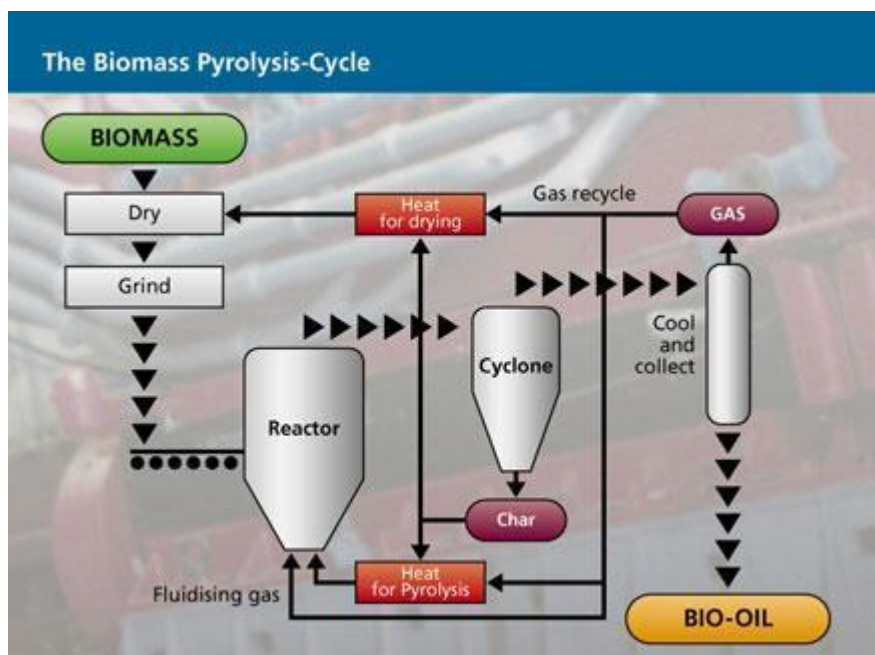 The Biomass Pyrolysis-Cycle
BIOMASS
Dry
Heat
for drying
Gas recycle
GAS
Grind
Cool
and
collect
Cyclone
Reactor
Char
Heat
for Pyrolysis
Fluidising gas
BIO-OIL